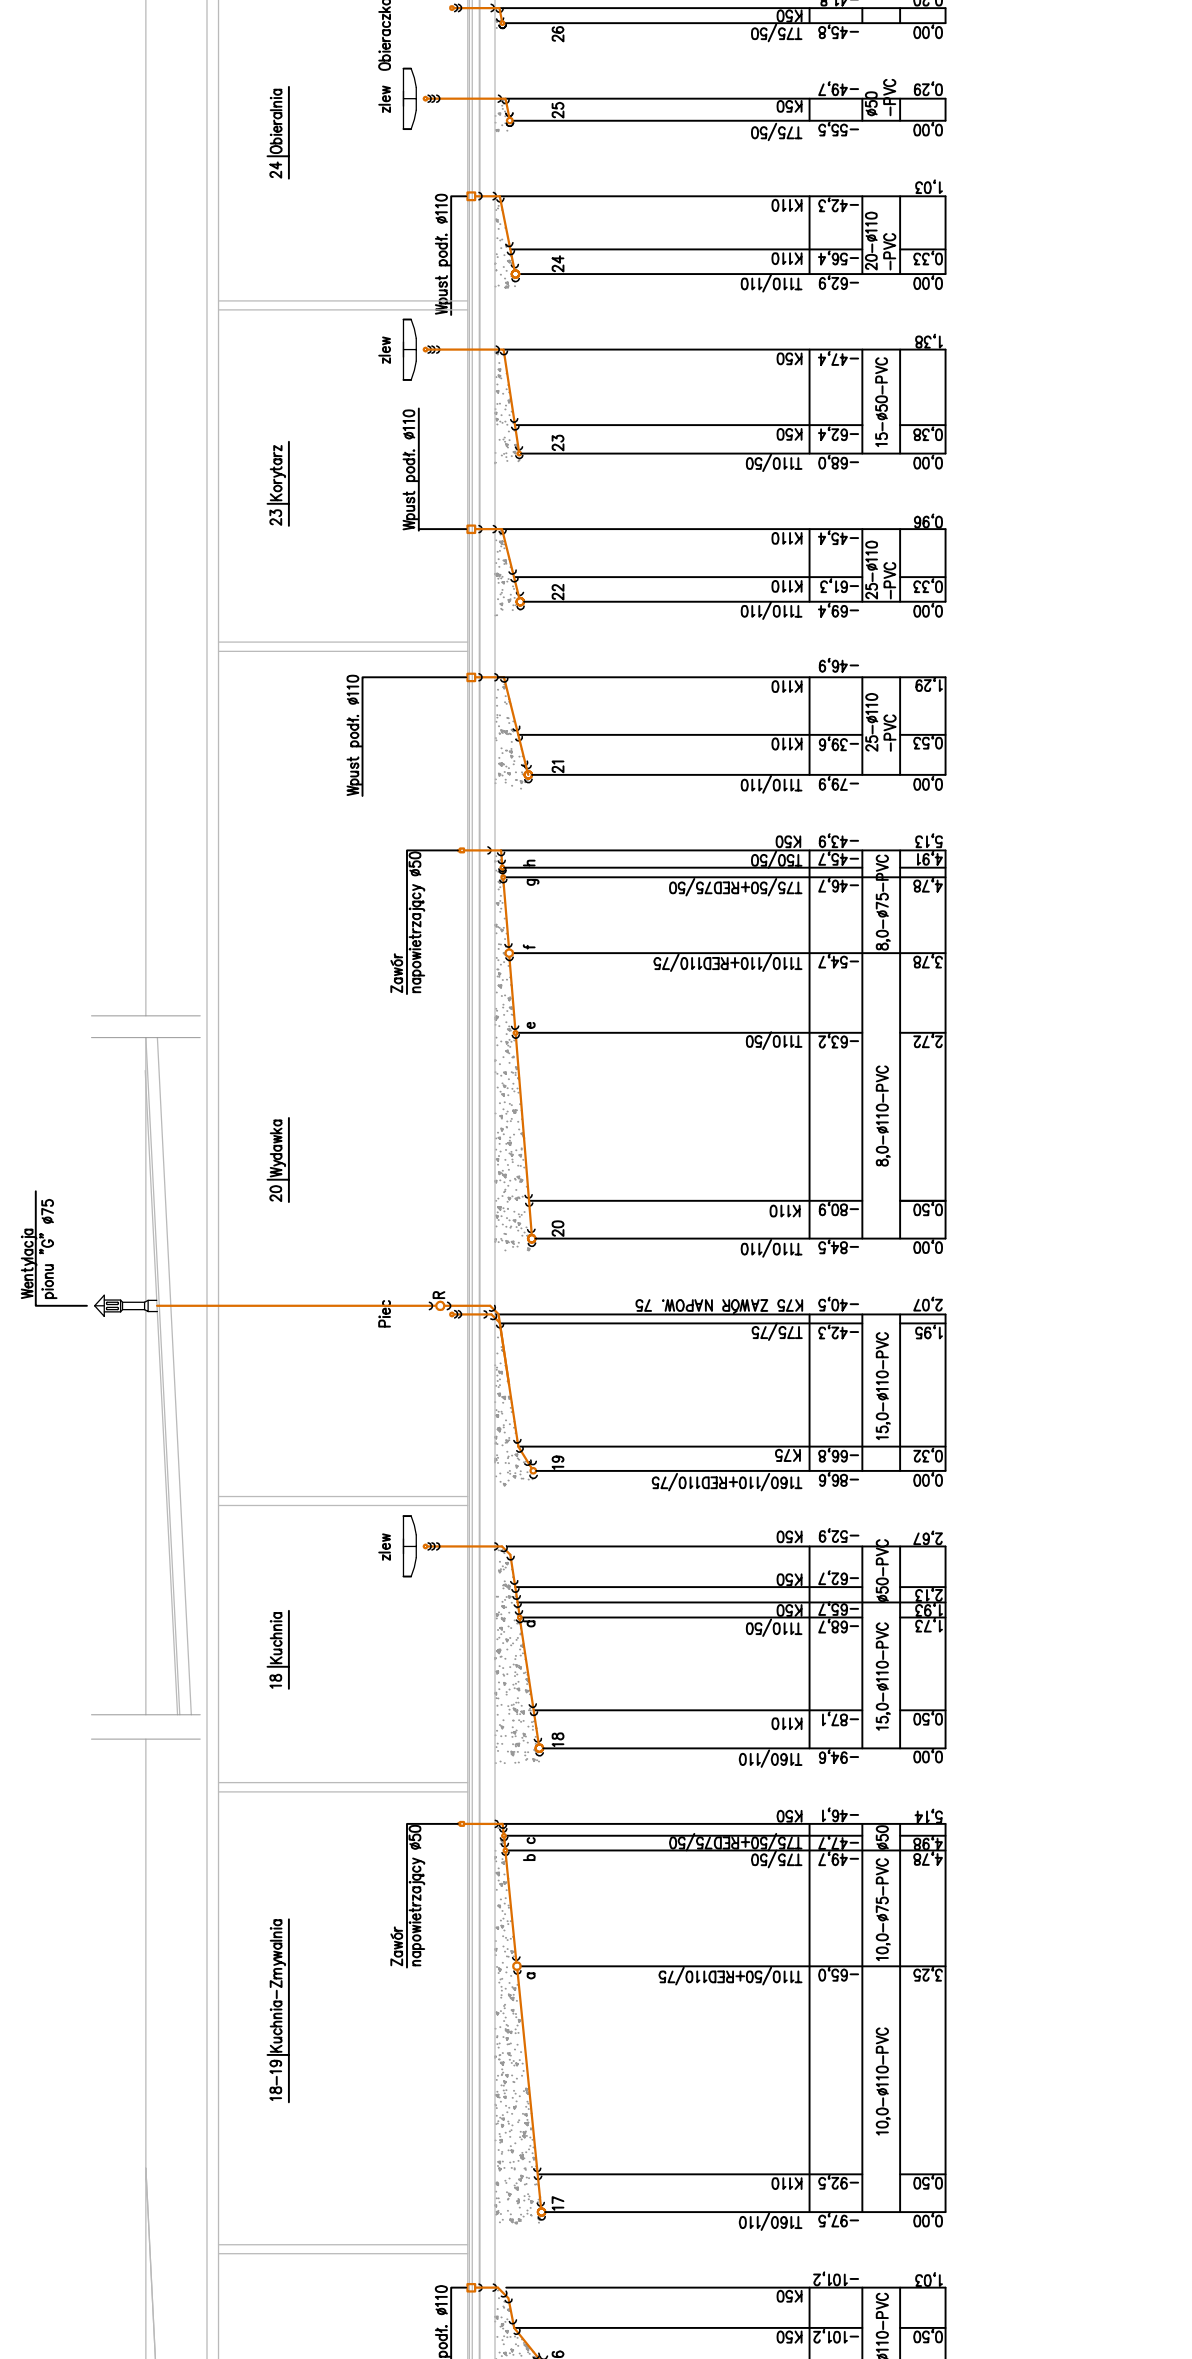 Obieraczka
-41,8
0,20
K50
T75/50
-45,8
0,00
26
24 Obieralnia
zlew
25
-49,7
0,29
K50
ø50
-PVC
T75/50
-55,5
0,00
Wpust podł. ø110
24
1,03
K110
-42,3
20-ø110
-PVC
K110
-56,4
0,33
T110/110
-62,9
0,00
23 Korytarz
zlew
23
1,38
K50
-47,4
15-ø50-PVC
K50
-62,4
0,38
T110/50
-68,0
0,00
Wpust podł. ø110
22
0,96
K110
-45,4
25-ø110
-PVC
K110
-61,3
0,33
T110/110
-69,4
0,00
Wpust podł. ø110
21
-46,9
K110
1,29
25-ø110
-PVC
K110
-39,6
0,53
T110/110
-79,9
0,00
20 Wydawka
Zawór
napowietrzający ø50
K50
-43,9
5,13
h
T50/50
-45,7
4,91
g
T75/50+RED75/50
-46,7
4,78
8,0-ø75-PVC
f
T110/110+RED110/75
-54,7
3,78
e
T110/50
-63,2
2,72
8,0-ø110-PVC
K110
-80,9
0,50
20
T110/110
-84,5
0,00
Wentylacja
pionu "G" ø75
Piec
R
K75 ZAWÓR NAPOW. 75
-40,5
2,07
T75/75
-42,3
1,95
15,0-ø110-PVC
K75
-66,8
0,32
19
T160/110+RED110/75
-86,6
0,00
18 Kuchnia
zlew
K50
-52,9
2,67
K50
-62,7
2,13
ø50-PVC
K50
-65,7
1,93
d
T110/50
-68,7
1,73
15,0-ø110-PVC
K110
-87,1
0,50
18
T160/110
-94,6
0,00
18-19 Kuchnia-Zmywalnia
Zawór
napowietrzający ø50
K50
-46,1
5,14
c
T75/50+RED75/50
-47,7
4,98
ø50
b
T75/50
-49,7
4,78
10,0-ø75-PVC
a
T110/50+RED110/75
-65,0
3,25
10,0-ø110-PVC
K110
-92,5
0,50
17
T160/110
-97,5
0,00
podł. ø110
-101,2
1,03
K50
ø110-PVC
K50
-101,2
0,50
6